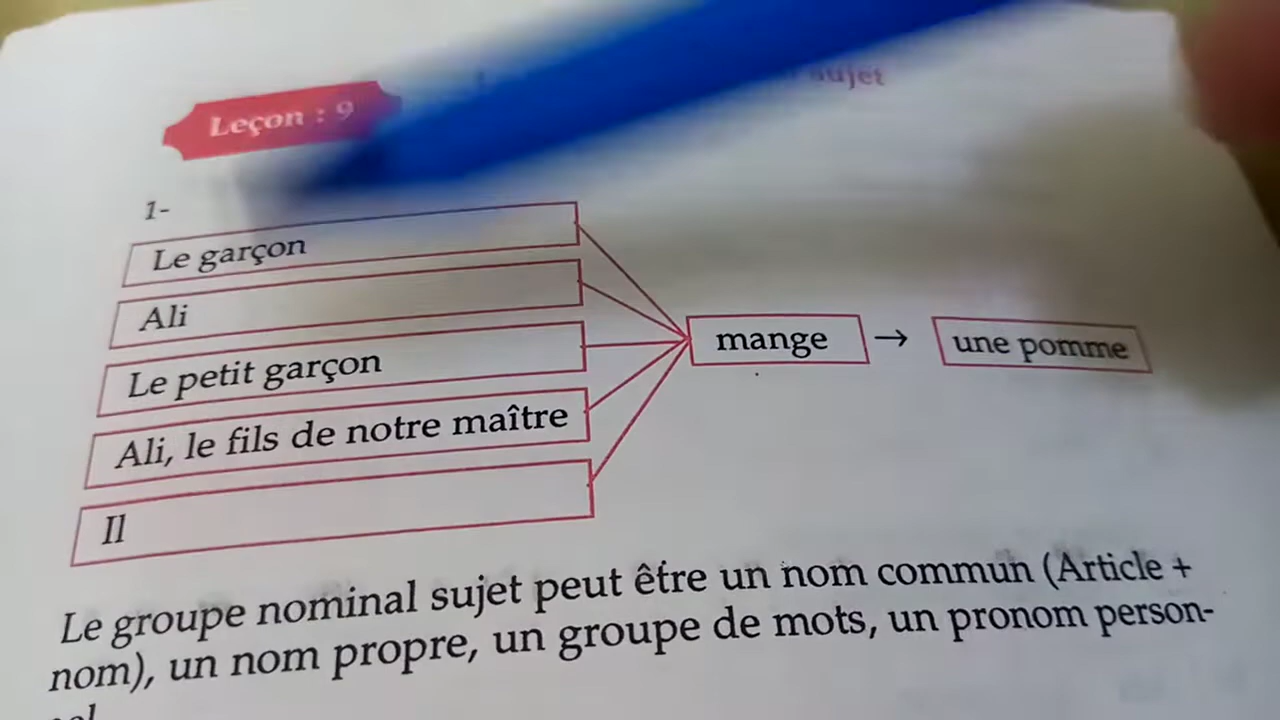 Leçon : 9
sujet
1-
Le garçon
Ali
Le petit garçon
Ali, le fils de notre maître
Il
mange → une pomme
Le groupe nominal sujet peut être un nom commun (Article +
nom), un nom propre, un groupe de mots, un pronom person-